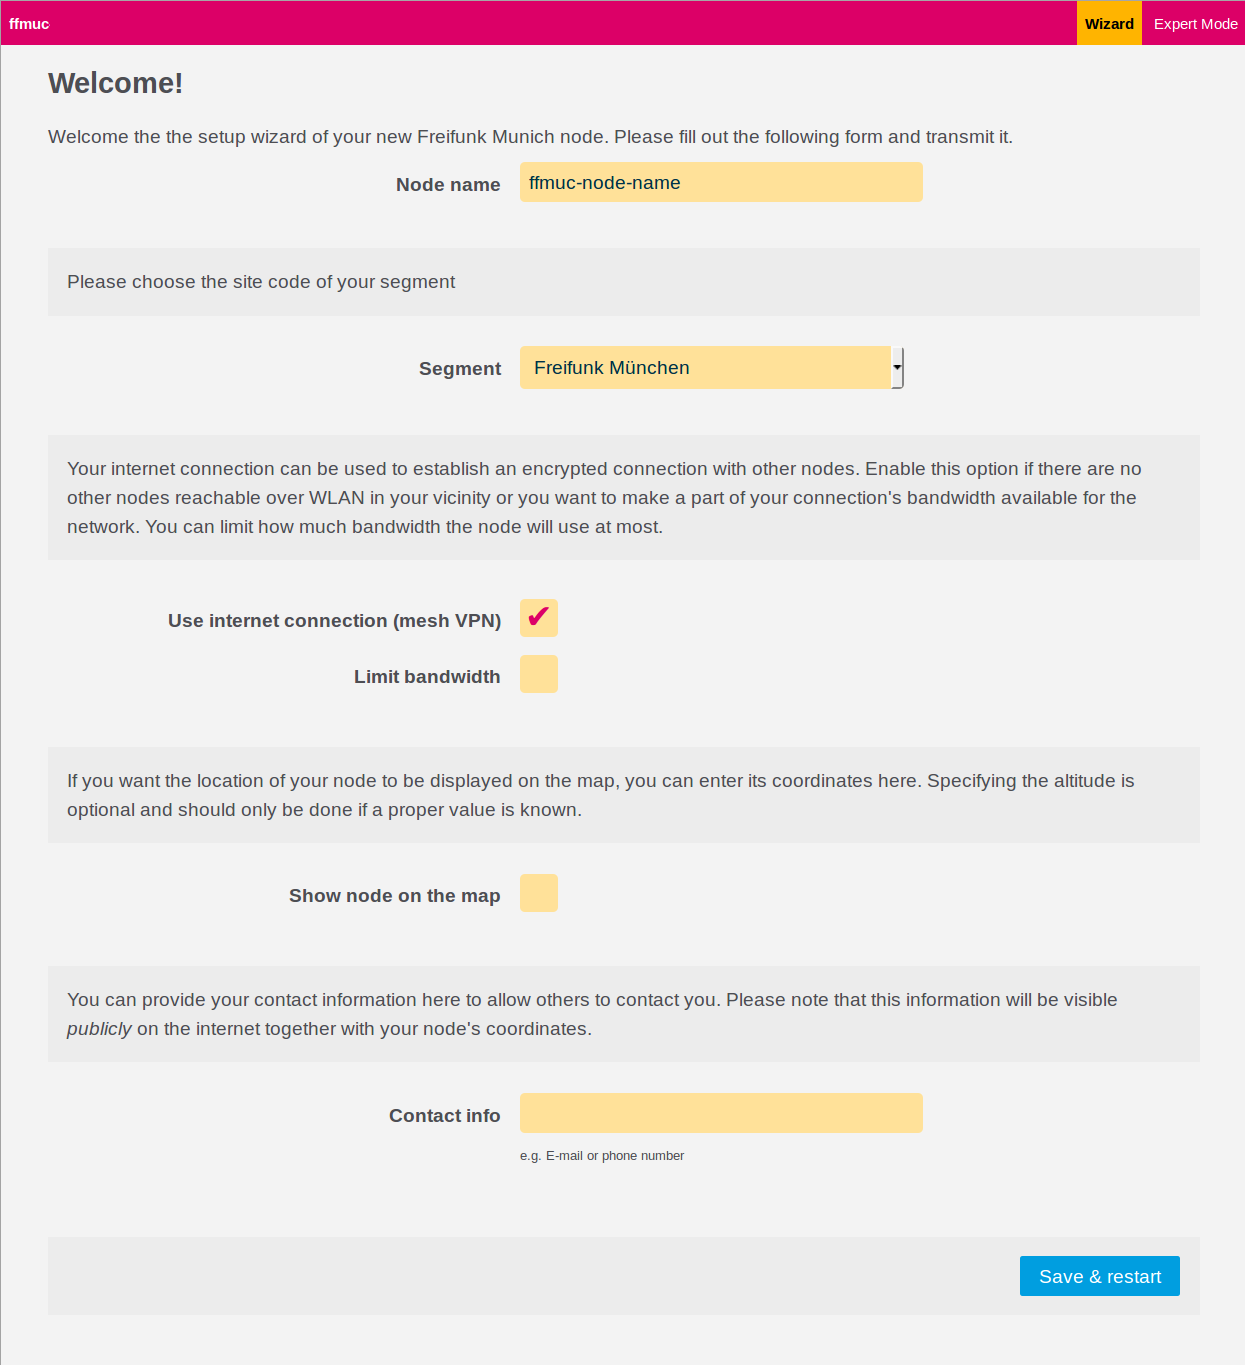 ffmuc
Wizard
Expert Mode
Welcome!
Welcome the the setup wizard of your new Freifunk Munich node. Please fill out the following form and transmit it.
Node name
ffmuc-node-name
Please choose the site code of your segment
Segment
Freifunk München
Your internet connection can be used to establish an encrypted connection with other nodes. Enable this option if there are no
other nodes reachable over WLAN in your vicinity or you want to make a part of your connection's bandwidth available for the
network. You can limit how much bandwidth the node will use at most.
Use internet connection (mesh VPN)
Limit bandwidth
If you want the location of your node to be displayed on the map, you can enter its coordinates here. Specifying the altitude is
optional and should only be done if a proper value is known.
Show node on the map
You can provide your contact information here to allow others to contact you. Please note that this information will be visible
publicly on the internet together with your node's coordinates.
Contact info
e.g. E-mail or phone number
Save & restart